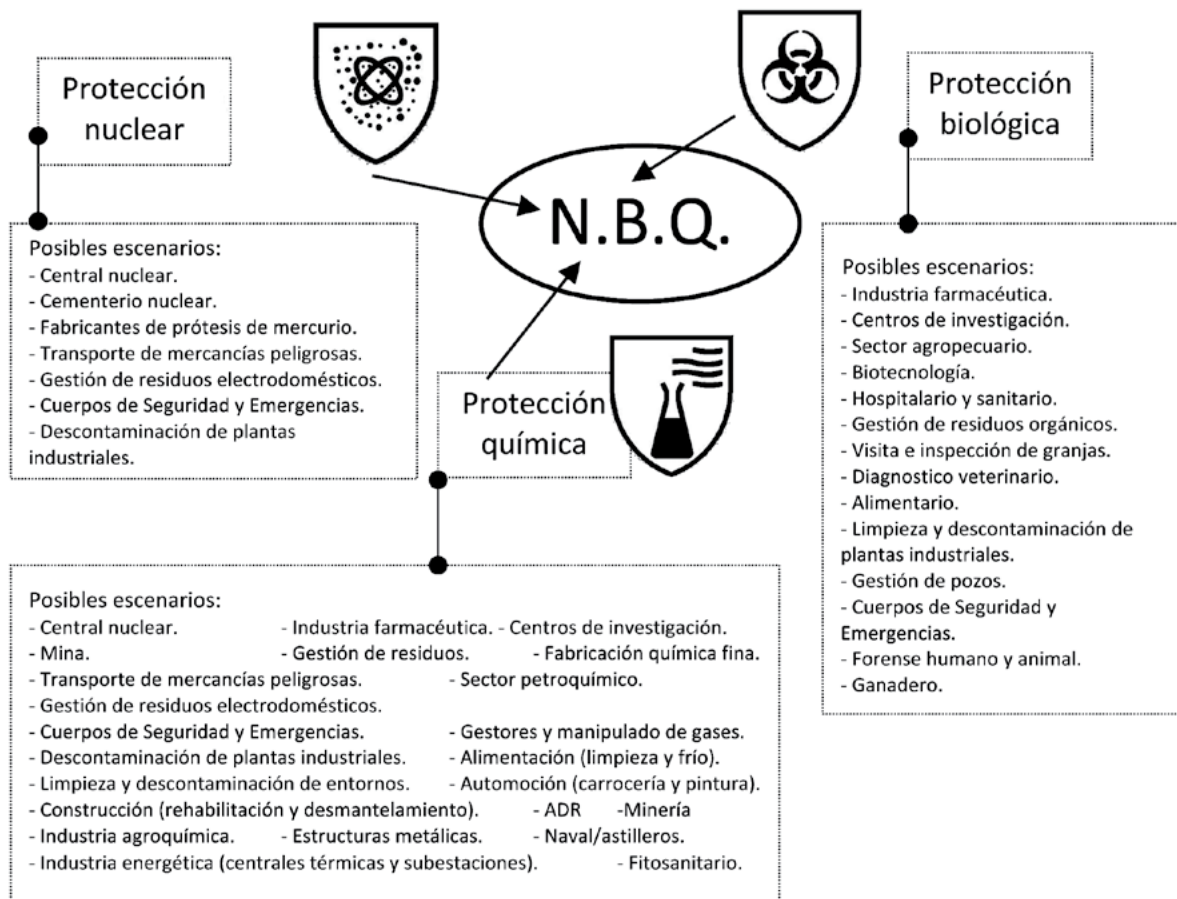 Protección
nuclear
Protección
biológica
N.B.Q.
Posibles escenarios:
- Central nuclear.
- Cementerio nuclear.
- Fabricantes de prótesis de mercurio.
- Transporte de mercancías peligrosas.
- Gestión de residuos electrodomésticos.
- Cuerpos de Seguridad y Emergencias.
- Descontaminación de plantas
industriales.
Posibles escenarios:
- Industria farmacéutica.
- Centros de investigación.
- Sector agropecuario.
- Biotecnología.
- Hospitalario y sanitario.
- Gestión de residuos orgánicos.
- Visita e inspección de granjas.
- Diagnostico veterinario.
- Alimentario.
- Limpieza y descontaminación de
plantas industriales.
- Gestión de pozos.
- Cuerpos de Seguridad y
Emergencias.
- Forense humano y animal.
- Ganadero.
Protección
química
Posibles escenarios:
- Central nuclear. - Industria farmacéutica. - Centros de investigación.
- Mina. - Gestión de residuos. - Fabricación química fina.
- Transporte de mercancías peligrosas. - Sector petroquímico.
- Gestión de residuos electrodomésticos.
- Cuerpos de Seguridad y Emergencias. - Gestores y manipulado de gases.
- Descontaminación de plantas industriales. - Alimentación (limpieza y frío).
- Limpieza y descontaminación de entornos. - Automoción (carrocería y pintura).
- Construcción (rehabilitación y desmantelamiento). - ADR -Minería
- Industria agroquímica. - Estructuras metálicas. - Naval/astilleros.
- Industria energética (centrales térmicas y subestaciones). - Fitosanitario.